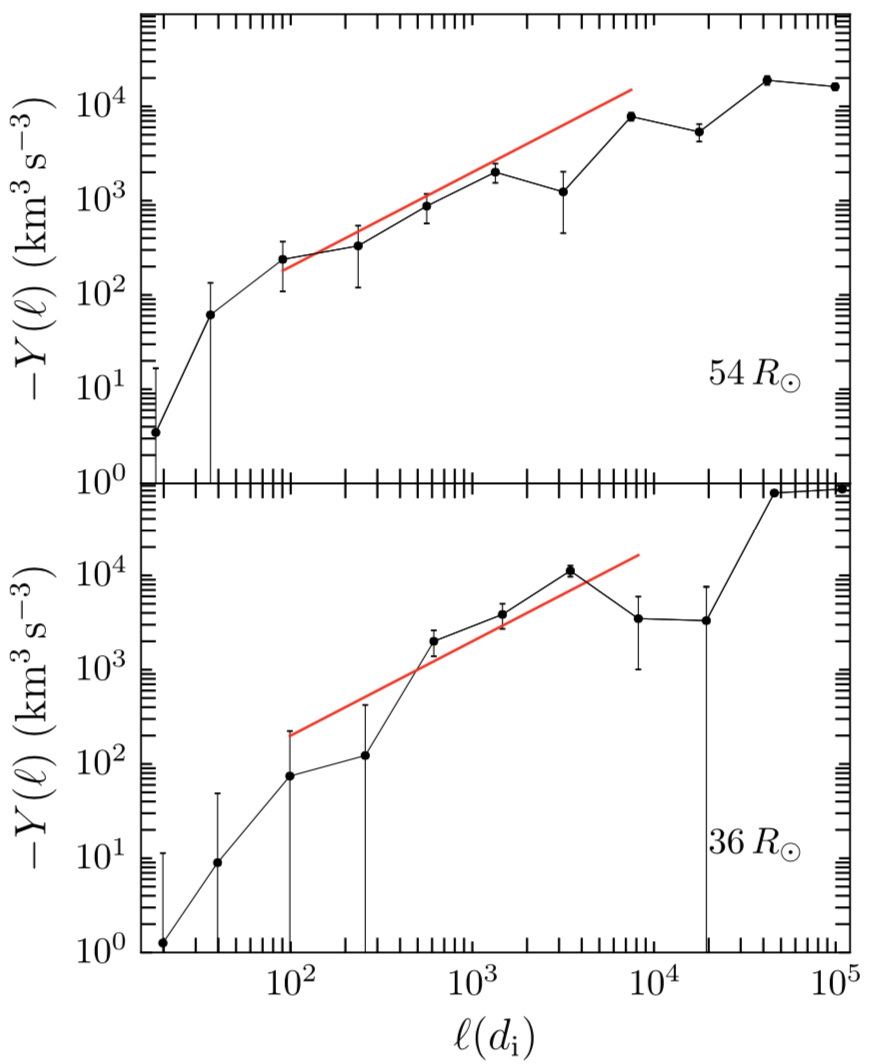 −Y(ℓ) (km³ s⁻³)
10⁴
10³
10²
10¹
10⁰
54 R☉
−Y(ℓ) (km³ s⁻³)
10⁴
10³
10²
10¹
10⁰
36 R☉
10² 10³ 10⁴ 10⁵
ℓ(dᵢ)